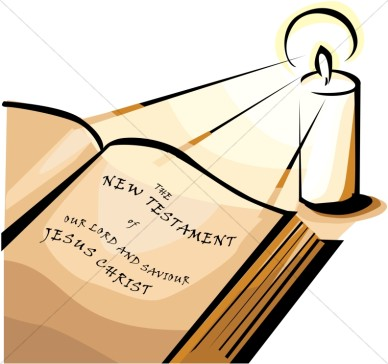 THE
NEW TESTAMENT
of
OUR LORD AND SAVIOUR
JESUS CHRIST